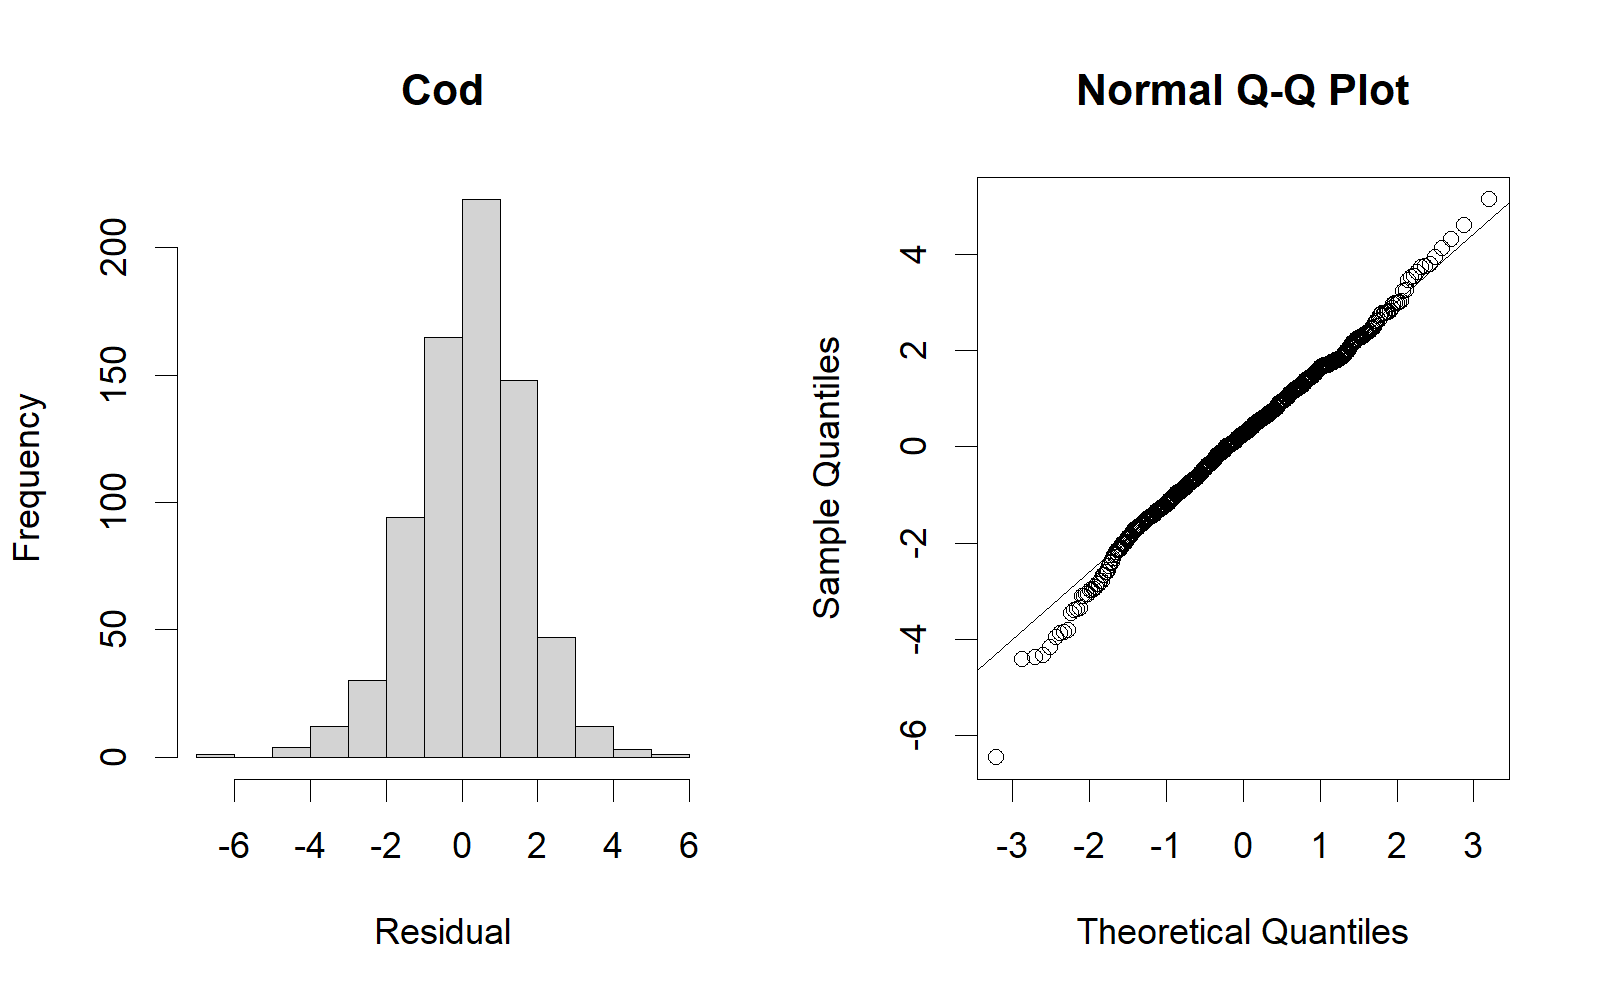 Cod
Frequency
200
150
100
50
0
-6 -4 -2 0 2 4 6
Residual
Normal Q-Q Plot
Sample Quantiles
4
2
0
-2
-4
-6
-3 -2 -1 0 1 2 3
Theoretical Quantiles